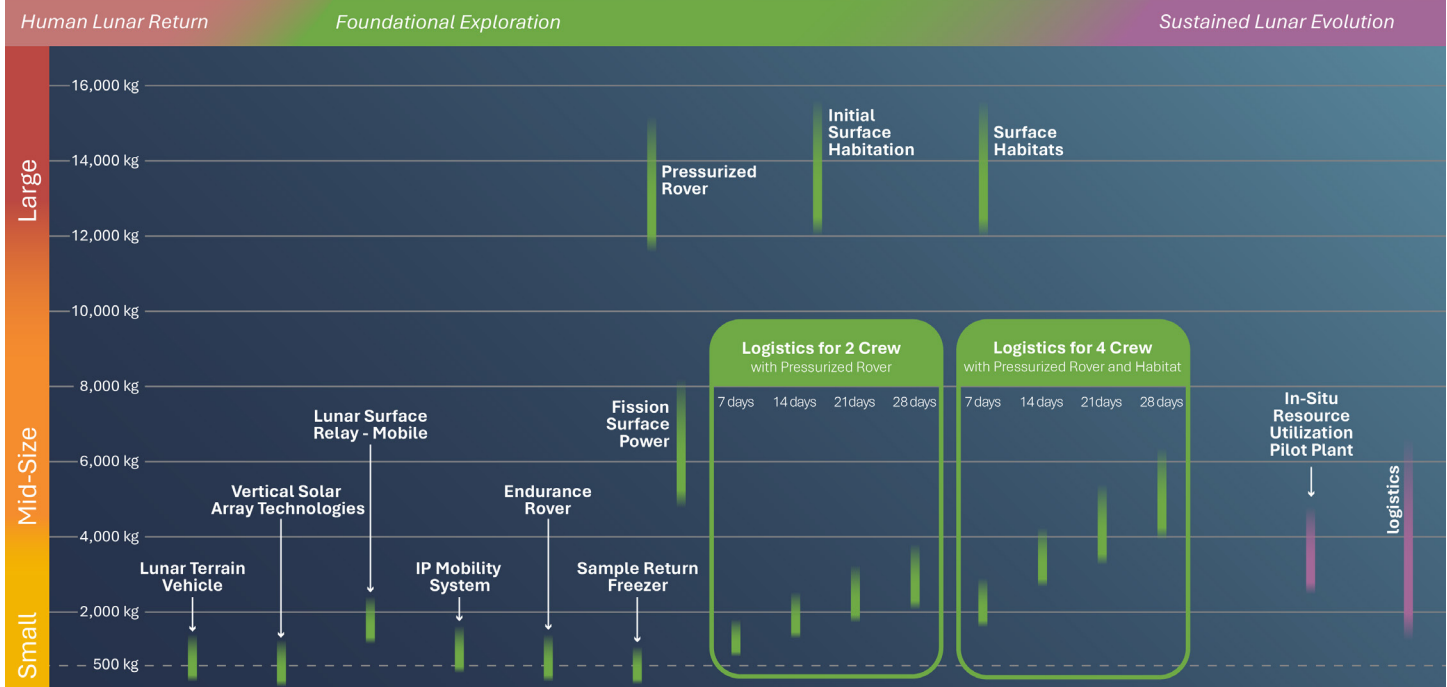 Human Lunar Return
Foundational Exploration
Sustained Lunar Evolution
Large
Mid-Size
Small
16,000 kg
14,000 kg
12,000 kg
10,000 kg
8,000 kg
6,000 kg
4,000 kg
2,000 kg
500 kg
Pressurized
Rover
Initial
Surface
Habitation
Surface
Habitats
Lunar Terrain
Vehicle
Vertical Solar
Array Technologies
Lunar Surface
Relay - Mobile
IP Mobility
System
Endurance
Rover
Sample Return
Freezer
Fission
Surface
Power
Logistics for 2 Crew
with Pressurized Rover
7 days
14 days
21days
28 days
Logistics for 4 Crew
with Pressurized Rover and Habitat
7 days
14 days
21days
28 days
In-Situ
Resource
Utilization
Pilot Plant
logistics